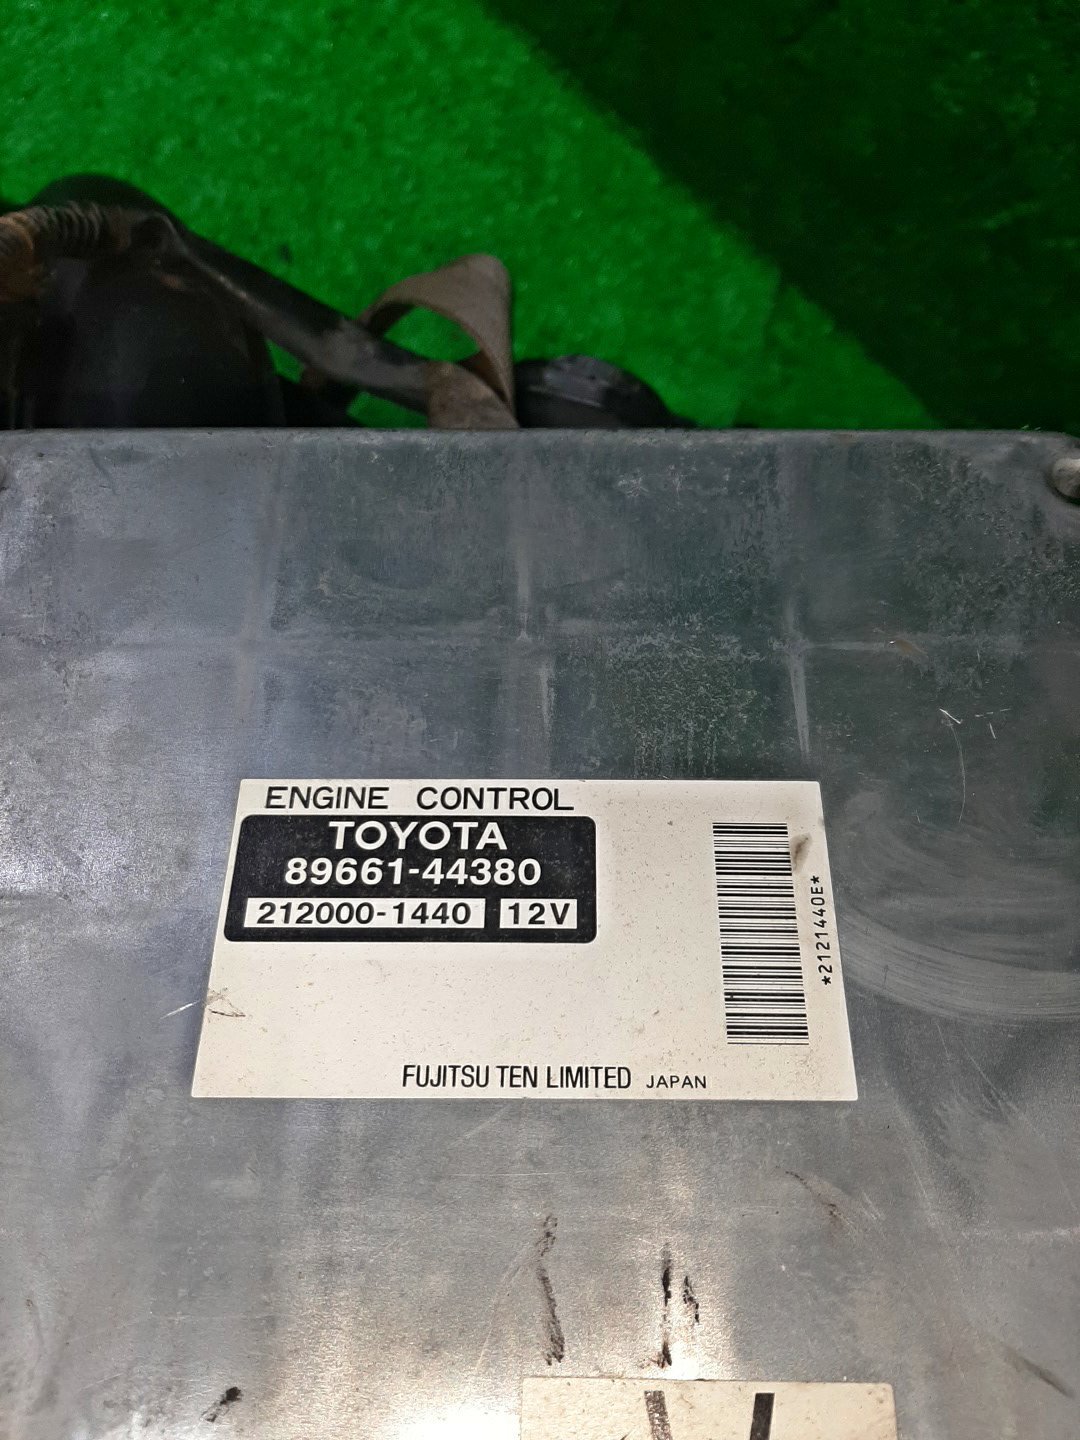 ENGINE CONTROL
TOYOTA
89661-44380
212000-1440 12V
*2121440E*
FUJITSU TEN LIMITED JAPAN